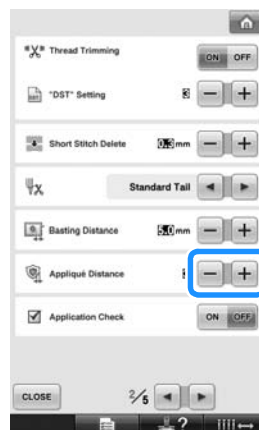 Thread Trimming
ON OFF
"DST" Setting
− +
Short Stitch Delete
mm − +
Standard Tail
Basting Distance
mm − +
Appliqué Distance
− +
Application Check
ON OFF
CLOSE
2/5
?